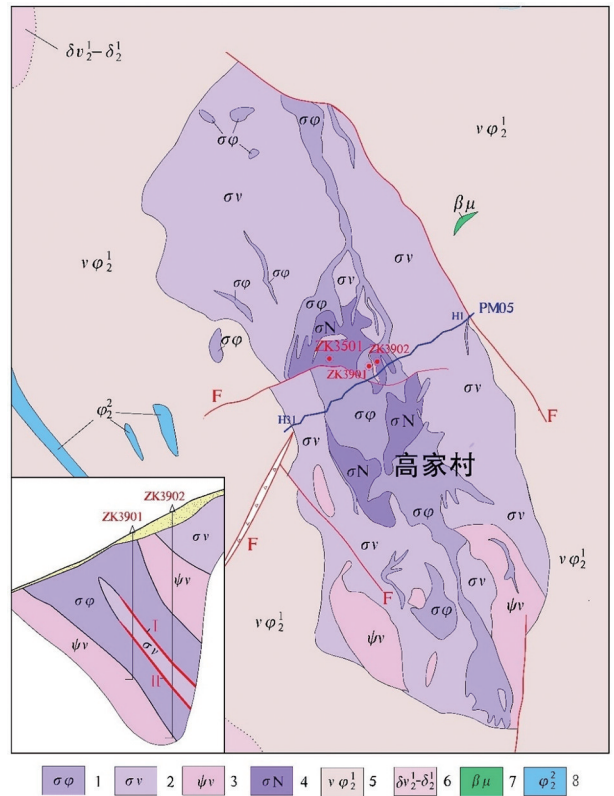 δν₂¹–δ₂¹
σφ
νφ₂¹
σν
βμ
νφ₂¹
σφ
σφ
σν
σν
σφ
σφ
σN
H1
PM05
ZK3501
ZK3902
ZK3901
σν
F
F
φ₂²
H31
σν
σφ
σN
σN
高家村
ZK3902
ZK3901
σν
F
σν
σν
νφ₂¹
ψν
σν
ψν
F
σφ
νφ₂¹
ψν
σφ
I
σν
II
ψν
F
σφ 1 σν 2 ψν 3 σN 4 νφ₂¹ 5 δν₂¹-δ₂¹ 6 βμ 7 φ₂² 8